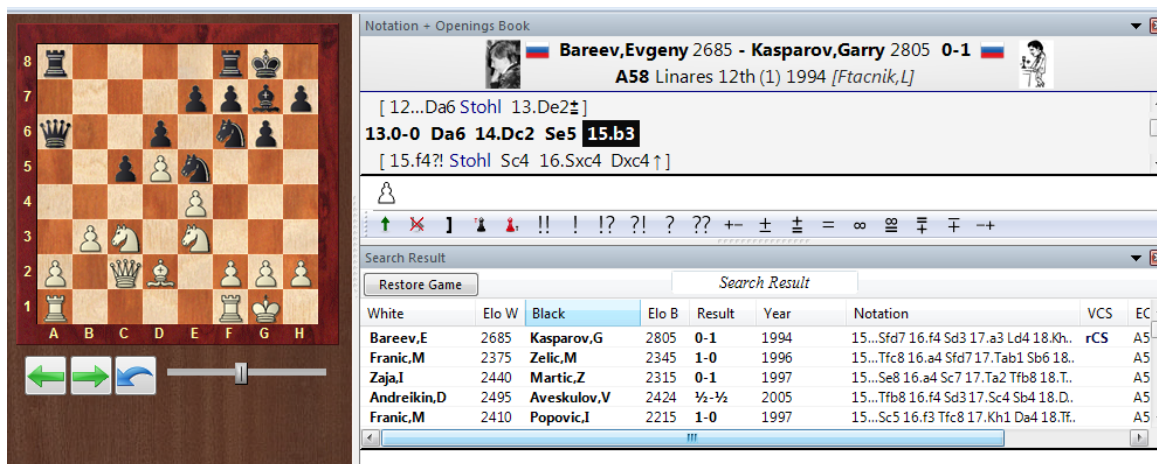 Notation + Openings Book
Bareev,Evgeny 2685 - Kasparov,Garry 2805 0-1
A58 Linares 12th (1) 1994 [Ftacnik,L]
[ 12...Da6 Stohl 13.De2⩲ ]
13.0-0 Da6 14.Dc2 Se5 15.b3
[ 15.f4?! Stohl Sc4 16.Sxc4 Dxc4↑ ]
!! ! !? ?! ? ?? +− ± ⩲ = ∞ ⩱ ∓ −+
Search Result
Restore Game Search Result
White Elo W Black Elo B Result Year Notation VCS EC
Bareev,E 2685 Kasparov,G 2805 0-1 1994 15...Sfd7 16.f4 Sd3 17.a3 Ld4 18.Kh.. rCS A5
Franic,M 2375 Zelic,M 2345 1-0 1996 15...Tfc8 16.a4 Sfd7 17.Tab1 Sb6 18.. A5
Zaja,I 2440 Martic,Z 2315 0-1 1997 15...Se8 16.a4 Sc7 17.Ta2 Tfb8 18.T.. A5
Andreikin,D 2495 Aveskulov,V 2424 ½-½ 2005 15...Tfb8 16.f4 Sd3 17.Sc4 Sb4 18.D.. A5
Franic,M 2410 Popovic,I 2215 1-0 1997 15...Sc5 16.f3 Tfc8 17.Kh1 Da4 18.Tf.. A5
8
7
6
5
4
3
2
1
A B C D E F G H